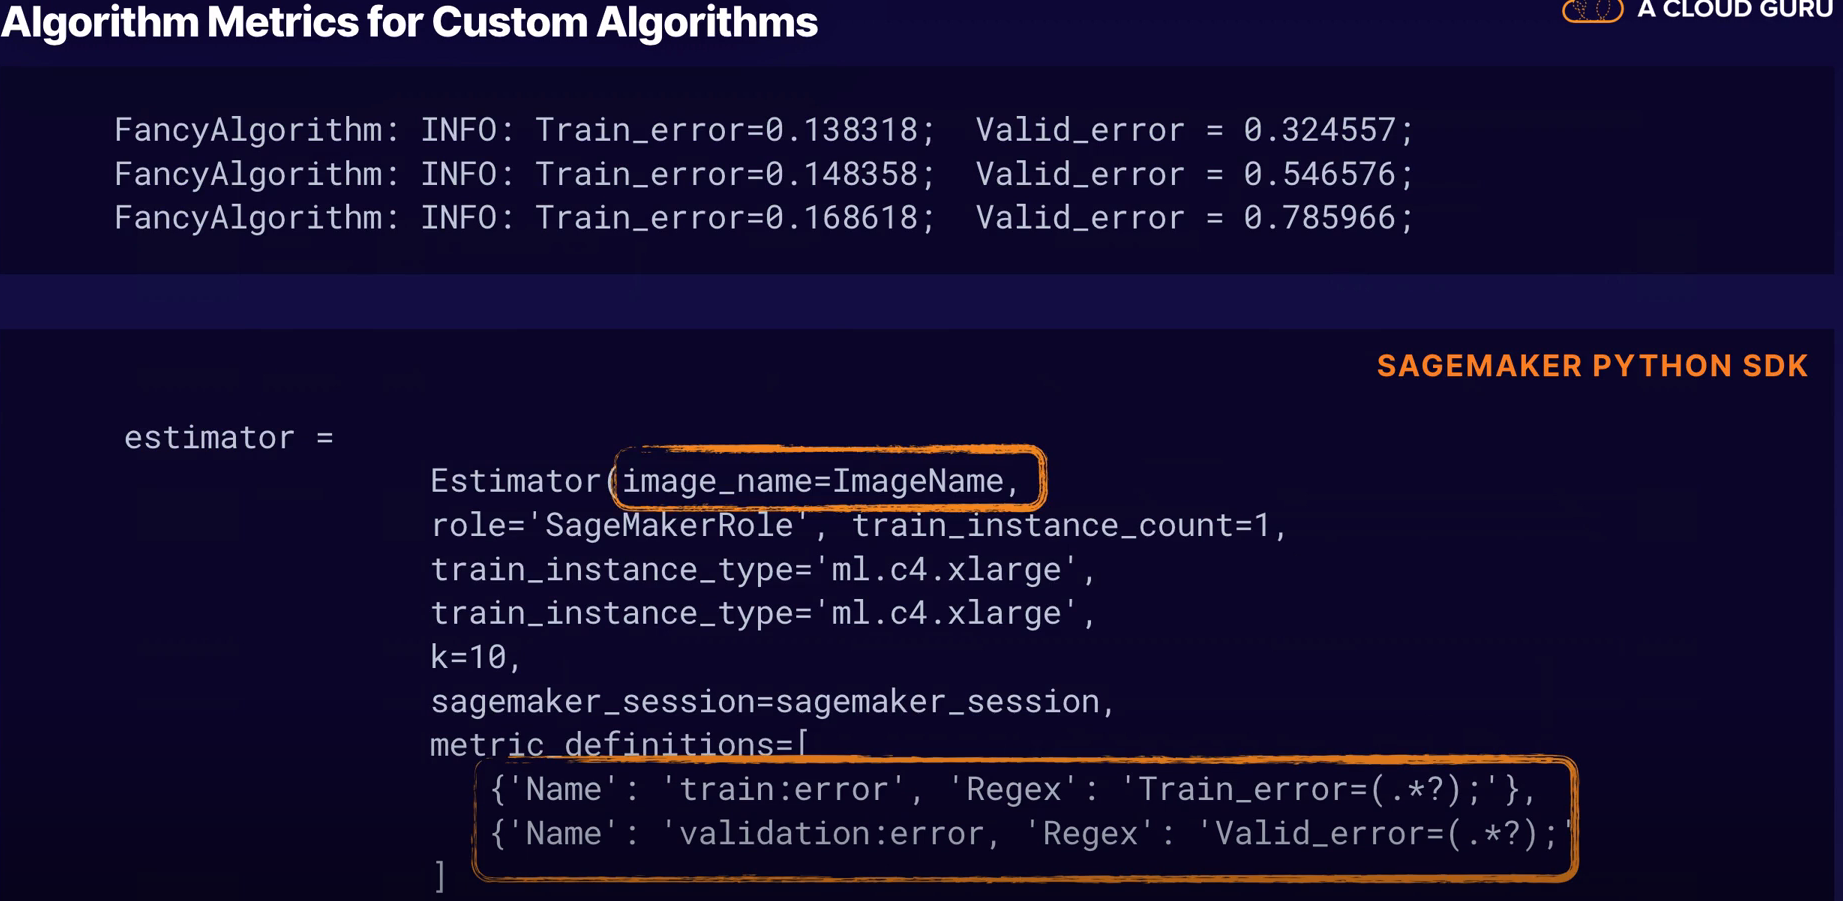 Algorithm Metrics for Custom Algorithms
A CLOUD GURU
FancyAlgorithm: INFO: Train_error=0.138318;  Valid_error = 0.324557;
FancyAlgorithm: INFO: Train_error=0.148358;  Valid_error = 0.546576;
FancyAlgorithm: INFO: Train_error=0.168618;  Valid_error = 0.785966;
SAGEMAKER PYTHON SDK
estimator =
Estimator(image_name=ImageName,
role='SageMakerRole', train_instance_count=1,
train_instance_type='ml.c4.xlarge',
train_instance_type='ml.c4.xlarge',
k=10,
sagemaker_session=sagemaker_session,
metric_definitions=[
{'Name': 'train:error', 'Regex': 'Train_error=(.*?);'},
{'Name': 'validation:error, 'Regex': 'Valid_error=(.*?);'
]